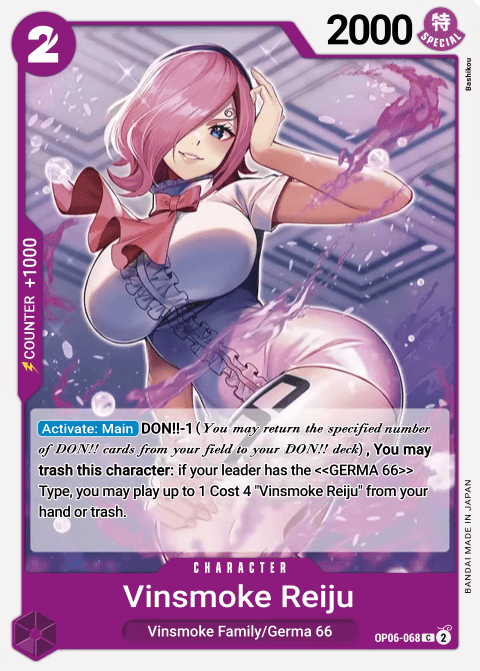 2
2000
特
SPECIAL
Bashikou
COUNTER +1000
Activate: Main DON!!-1 (You may return the specified number
of DON!! cards from your field to your DON!! deck) , You may
trash this character: if your leader has the <<GERMA 66>>
Type, you may play up to 1 Cost 4 "Vinsmoke Reiju" from your
hand or trash.
BANDAI MADE IN JAPAN
CHARACTER
Vinsmoke Reiju
Vinsmoke Family/Germa 66
OP06-068 C 2